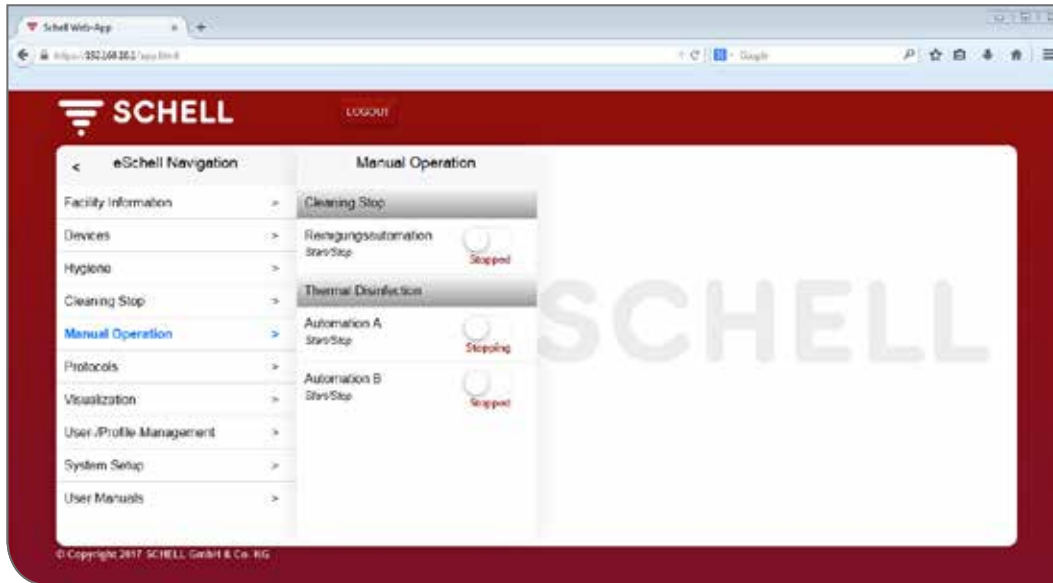 Schell Web-App
SCHELL
LOGOUT
< eSchell Navigation
Manual Operation
Facility Information >
Devices >
Hygiene >
Cleaning Stop >
Manual Operation >
Protocols >
Visualization >
User-/Profile-Management >
System Setup >
User Manuals >
Cleaning Stop
Reinigungsautomation
Start/Stop
Stopped
Thermal Disinfection
Automation A
Start/Stop
Stopping
Automation B
Start/Stop
Stopped
SCHELL
© Copyright 2017 SCHELL GmbH & Co. KG